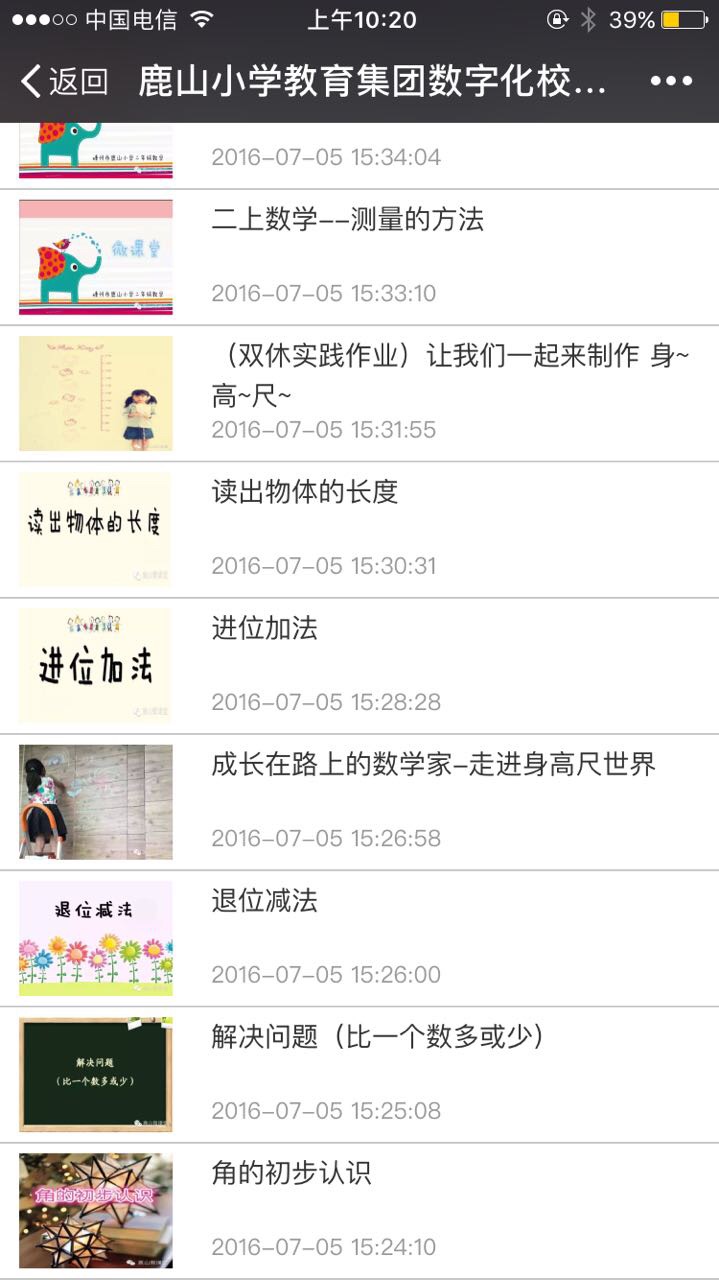 中国电信
上午10:20
39%
返回
鹿山小学教育集团数字化校...
2016-07-05 15:34:04
二上数学--测量的方法
微课堂
2016-07-05 15:33:10
（双休实践作业）让我们一起来制作 身~
高~尺~
2016-07-05 15:31:55
读出物体的长度
读出物体的长度
2016-07-05 15:30:31
进位加法
进位加法
2016-07-05 15:28:28
成长在路上的数学家-走进身高尺世界
2016-07-05 15:26:58
退位减法
退位减法
2016-07-05 15:26:00
解决问题（比一个数多或少）
解决问题
（比一个数多或少）
2016-07-05 15:25:08
角的初步认识
角的初步认识
2016-07-05 15:24:10